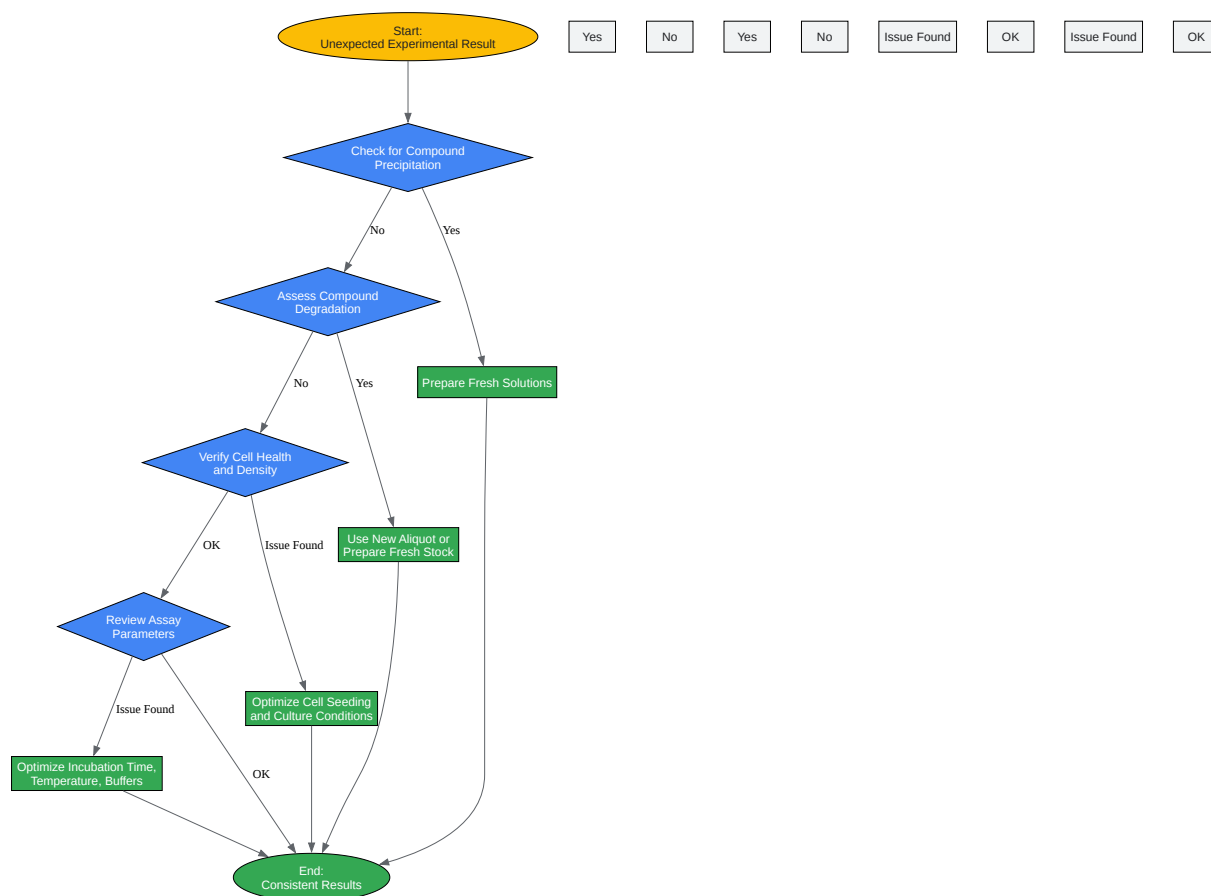 Start:
Unexpected Experimental Result
Yes
No
Yes
No
Issue Found
OK
Issue Found
OK
Check for Compound
Precipitation
No
Yes
Assess Compound
Degradation
No
Yes
Prepare Fresh Solutions
Verify Cell Health
and Density
OK
Issue Found
Use New Aliquot or
Prepare Fresh Stock
Review Assay
Parameters
Issue Found
Optimize Cell Seeding
and Culture Conditions
Optimize Incubation Time,
Temperature, Buffers
OK
End:
Consistent Results